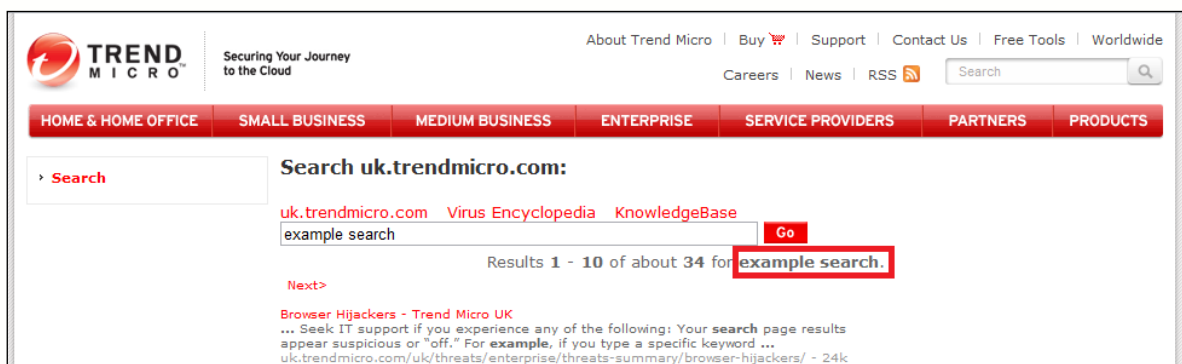 TREND MICRO™
Securing Your Journey
to the Cloud
About Trend Micro | Buy | Support | Contact Us | Free Tools | Worldwide
Careers | News | RSS
Search
HOME & HOME OFFICE SMALL BUSINESS MEDIUM BUSINESS ENTERPRISE SERVICE PROVIDERS PARTNERS PRODUCTS
› Search
Search uk.trendmicro.com:
uk.trendmicro.com Virus Encyclopedia KnowledgeBase
example search Go
Results 1 - 10 of about 34 for example search.
Next>
Browser Hijackers - Trend Micro UK
... Seek IT support if you experience any of the following: Your search page results
appear suspicious or "off." For example, if you type a specific keyword ...
uk.trendmicro.com/uk/threats/enterprise/threats-summary/browser-hijackers/ - 24k